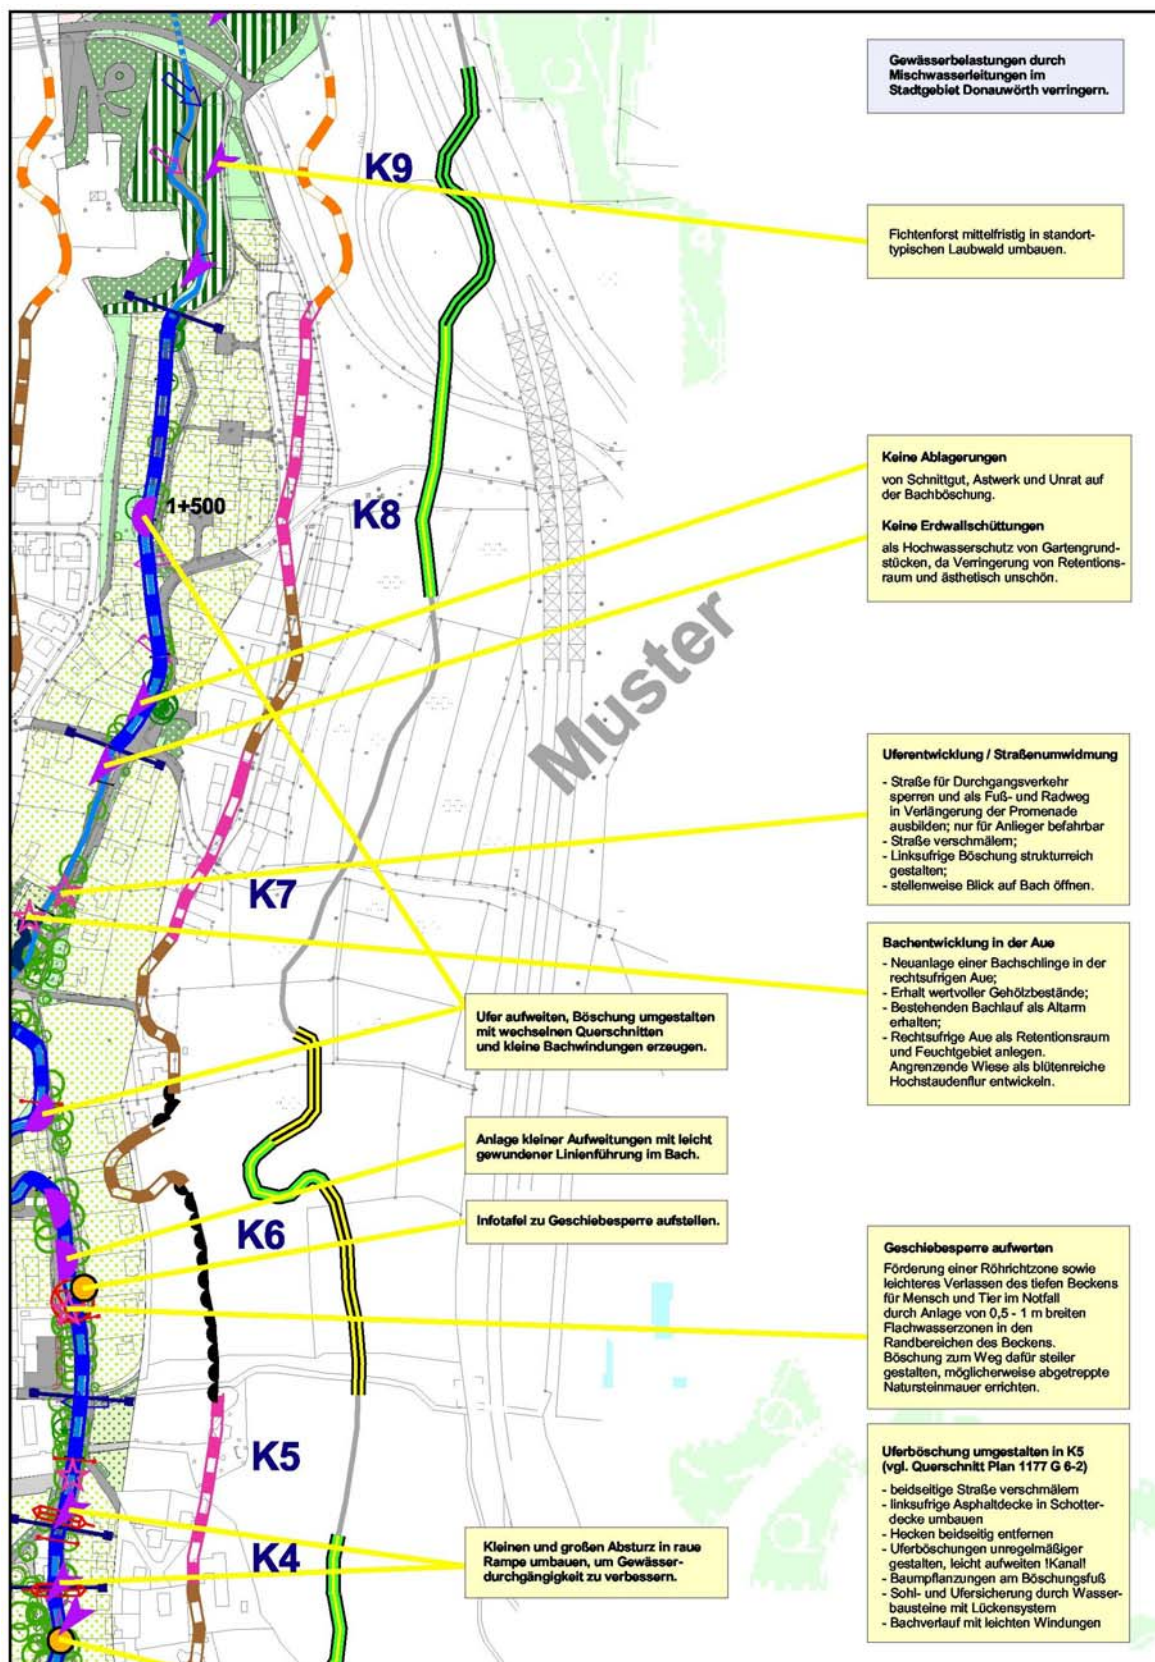 Gewässerbelastungen durch
Mischwasserleitungen im
Stadtgebiet Donauwörth verringern.
K9
Fichtenforst mittelfristig in standort-
typischen Laubwald umbauen.
Keine Ablagerungen
von Schnittgut, Astwerk und Unrat auf
der Bachböschung.
Keine Erdwallschüttungen
als Hochwasserschutz von Gartengrund-
stücken, da Verringerung von Retentions-
raum und ästhetisch unschön.
1+500
K8
Muster
Uferentwicklung / Straßenumwidmung
- Straße für Durchgangsverkehr
sperren und als Fuß- und Radweg
in Verlängerung der Promenade
ausbilden; nur für Anlieger befahrbar
- Straße verschmälern;
- Linksufrige Böschung strukturreich
gestalten;
- stellenweise Blick auf Bach öffnen.
K7
Bachentwicklung in der Aue
- Neuanlage einer Bachschlinge in der
rechtsufrigen Aue;
- Erhalt wertvoller Gehölzbestände;
- Bestehenden Bachlauf als Altarm
erhalten;
- Rechtsufrige Aue als Retentionsraum
und Feuchtgebiet anlegen.
Angrenzende Wiese als blütenreiche
Hochstaudenflur entwickeln.
Ufer aufweiten, Böschung umgestalten
mit wechselnen Querschnitten
und kleine Bachwindungen erzeugen.
Anlage kleiner Aufweitungen mit leicht
gewundener Linienführung im Bach.
Infotafel zu Geschiebesperre aufstellen.
K6
Geschiebesperre aufwerten
Förderung einer Röhrichtzone sowie
leichteres Verlassen des tiefen Beckens
für Mensch und Tier im Notfall
durch Anlage von 0,5 - 1 m breiten
Flachwasserzonen in den
Randbereichen des Beckens.
Böschung zum Weg dafür steiler
gestalten, möglicherweise abgetreppte
Natursteinmauer errichten.
K5
Uferböschung umgestalten in K5
(vgl. Querschnitt Plan 1177 G 6-2)
- beidseitige Straße verschmälern
- linksufrige Asphaltdecke in Schotter-
decke umbauen
- Hecken beidseitig entfernen
- Uferböschungen unregelmäßiger
gestalten, leicht aufweiten !Kanal!
- Baumpflanzungen am Böschungsfuß
- Sohl- und Ufersicherung durch Wasser-
bausteine mit Lückensystem
- Bachverlauf mit leichten Windungen
K4
Kleinen und großen Absturz in raue
Rampe umbauen, um Gewässer-
durchgängigkeit zu verbessern.